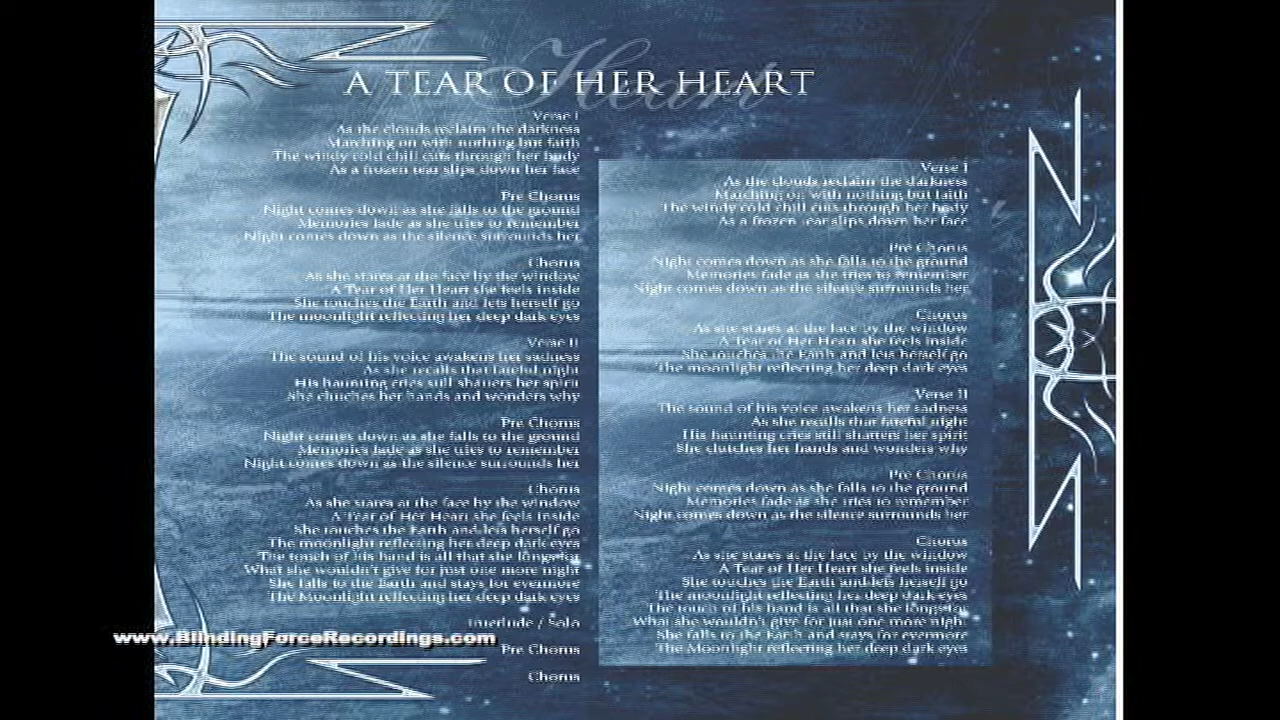 Heart
A TEAR OF HER HEART
Verse I
As the clouds reclaim the darkness
Marching on with nothing but faith
The windy cold chill cuts through her body
As a frozen tear slips down her face
Pre Chorus
Night comes down as she falls to the ground
Memories fade as she tries to remember
Night comes down as the silence surrounds her
Chorus
As she stares at the face by the window
A Tear of Her Heart she feels inside
She touches the Earth and lets herself go
The moonlight reflecting her deep dark eyes
Verse II
The sound of his voice awakens her sadness
As she recalls that fateful night
His haunting cries still shatters her spirit
She clutches her hands and wonders why
Pre Chorus
Night comes down as she falls to the ground
Memories fade as she tries to remember
Night comes down as the silence surrounds her
Chorus
As she stares at the face by the window
A Tear of Her Heart she feels inside
She touches the Earth and lets herself go
The moonlight reflecting her deep dark eyes
The touch of his hand is all that she longs for
What she wouldn't give for just one more night
She falls to the Earth and stays for evermore
The Moonlight reflecting her deep dark eyes
Interlude / Solo
Pre Chorus
Chorus
Verse I
As the clouds reclaim the darkness
Marching on with nothing but faith
The windy cold chill cuts through her body
As a frozen tear slips down her face
Pre Chorus
Night comes down as she falls to the ground
Memories fade as she tries to remember
Night comes down as the silence surrounds her
Chorus
As she stares at the face by the window
A Tear of Her Heart she feels inside
She touches the Earth and lets herself go
The moonlight reflecting her deep dark eyes
Verse II
The sound of his voice awakens her sadness
As she recalls that fateful night
His haunting cries still shatters her spirit
She clutches her hands and wonders why
Pre Chorus
Night comes down as she falls to the ground
Memories fade as she tries to remember
Night comes down as the silence surrounds her
Chorus
As she stares at the face by the window
A Tear of Her Heart she feels inside
She touches the Earth and lets herself go
The moonlight reflecting her deep dark eyes
The touch of his hand is all that she longs for
What she wouldn't give for just one more night
She falls to the Earth and stays for evermore
The Moonlight reflecting her deep dark eyes
www.BlindingForceRecordings.com